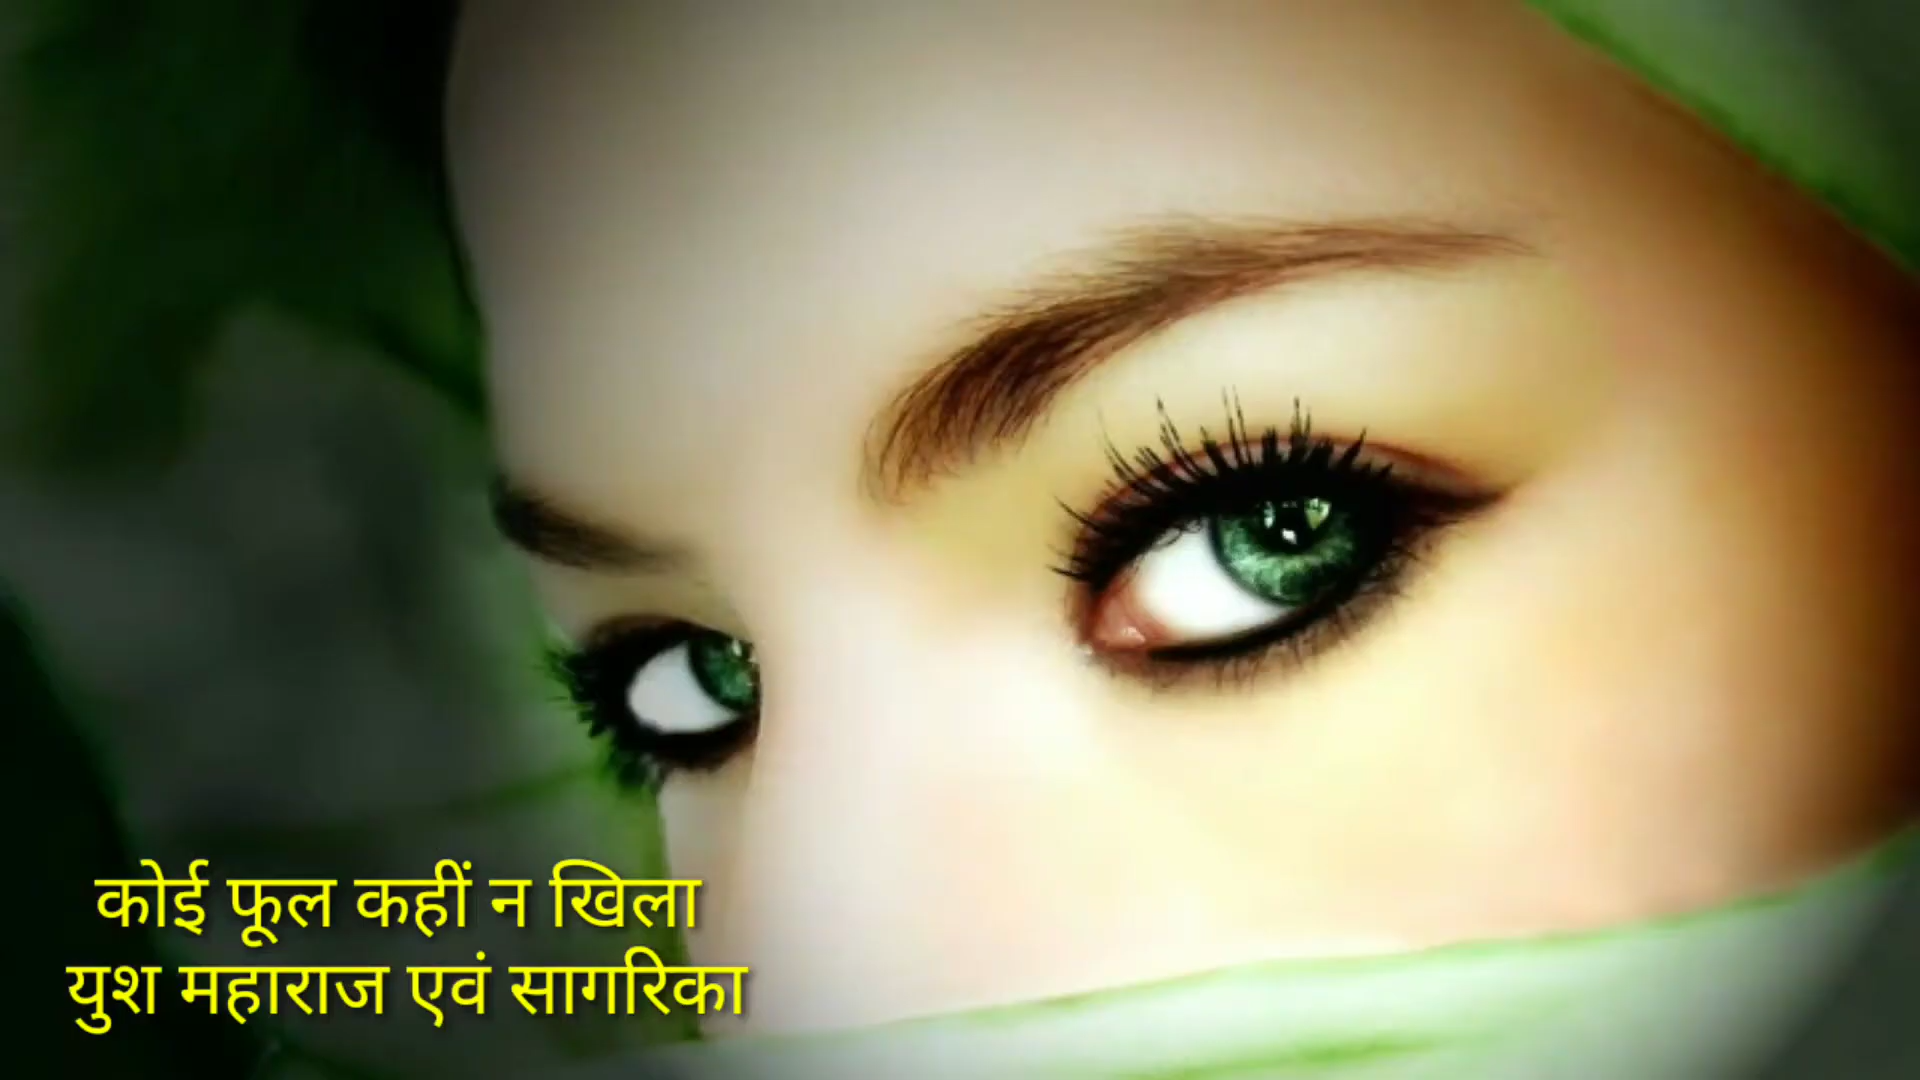 कोई फूल कहीं न खिला
युश महाराज एवं सागरिका